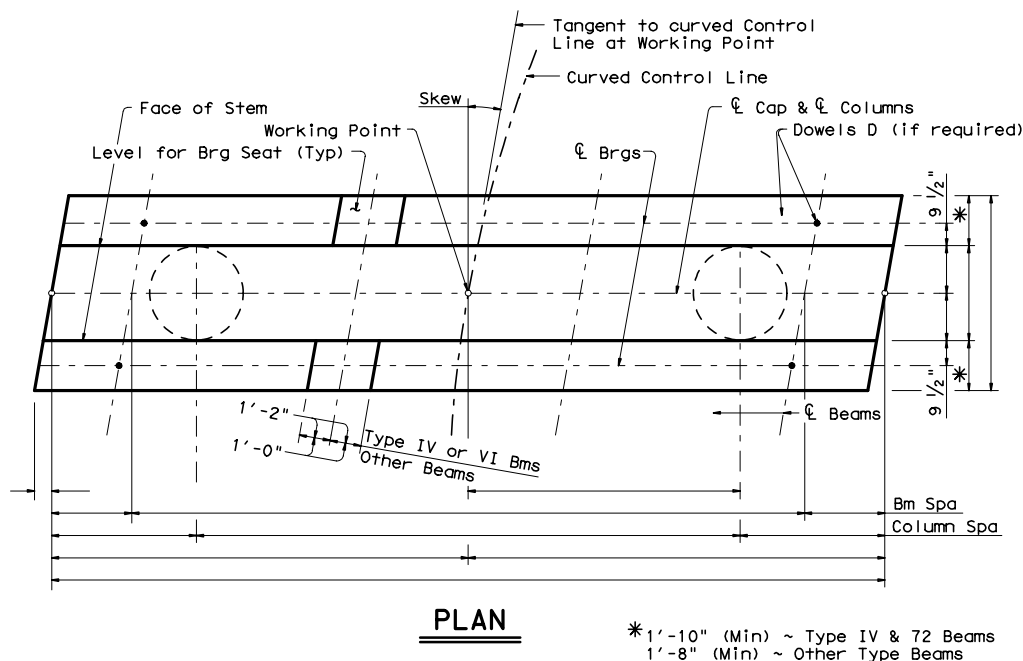 Tangent to curved Control
Line at Working Point
Curved Control Line
Skew
Face of Stem
℄ Cap & ℄ Columns
Working Point
Dowels D (if required)
Level for Brg Seat (Typ)
℄ Brgs
9 1/2"
*
9 1/2"
*
℄ Beams
1'-2"
1'-0"
Type IV or VI Bms
Other Beams
Bm Spa
Column Spa
PLAN
*1'-10" (Min) ~ Type IV & 72 Beams
1'-8" (Min) ~ Other Type Beams